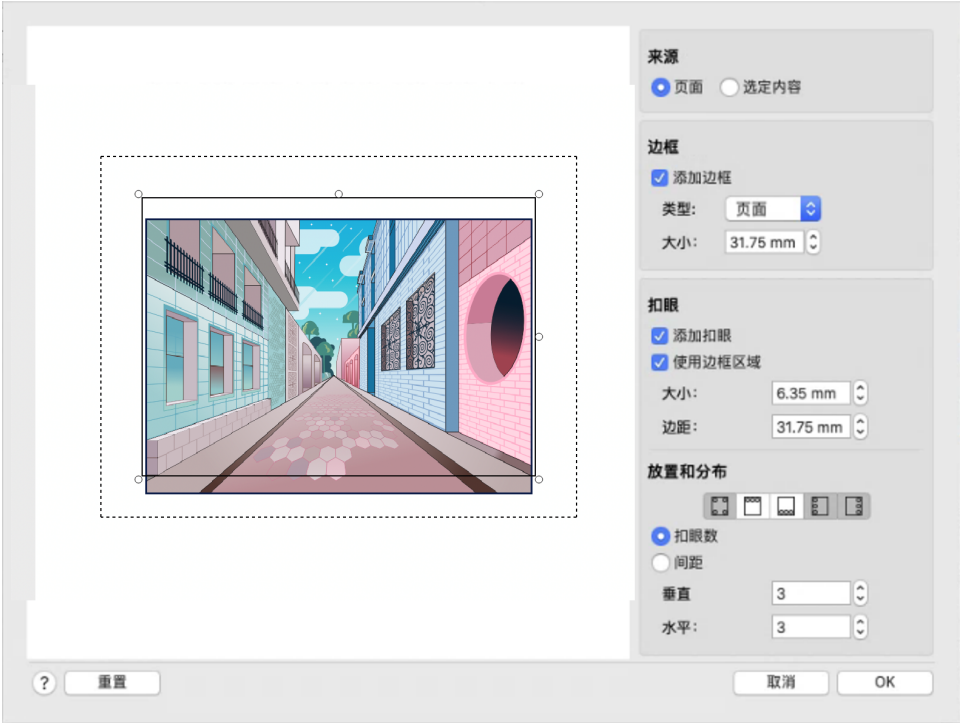 来源
页面 选定内容
边框
添加边框
类型: 页面
大小: 31.75 mm
扣眼
添加扣眼
使用边框区域
大小: 6.35 mm
边距: 31.75 mm
放置和分布
扣眼数
间距
垂直 3
水平: 3
? 重置 取消 OK